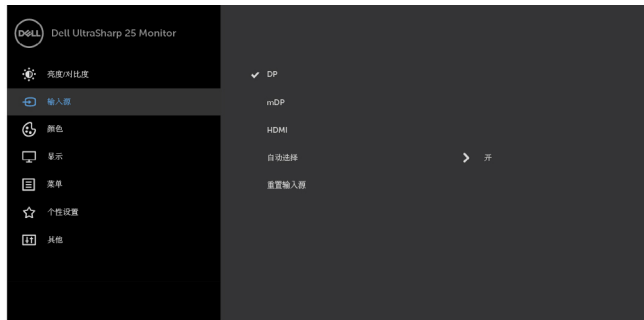 DELL
Dell UltraSharp 25 Monitor
亮度/对比度
输入源
颜色
显示
菜单
个性设置
其他
DP
mDP
HDMI
自动选择 开
重置输入源